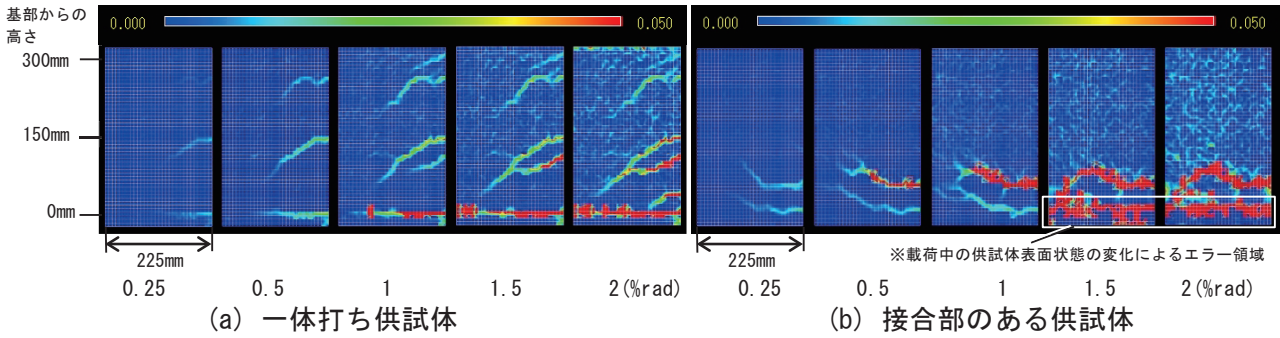 基部からの
高さ
0.000 0.050 0.000 0.050
300mm
150mm
0mm
※載荷中の供試体表面状態の変化によるエラー領域
225mm 225mm
0.25 0.5 1 1.5 2(%rad) 0.25 0.5 1 1.5 2(%rad)
(a) 一体打ち供試体 (b) 接合部のある供試体